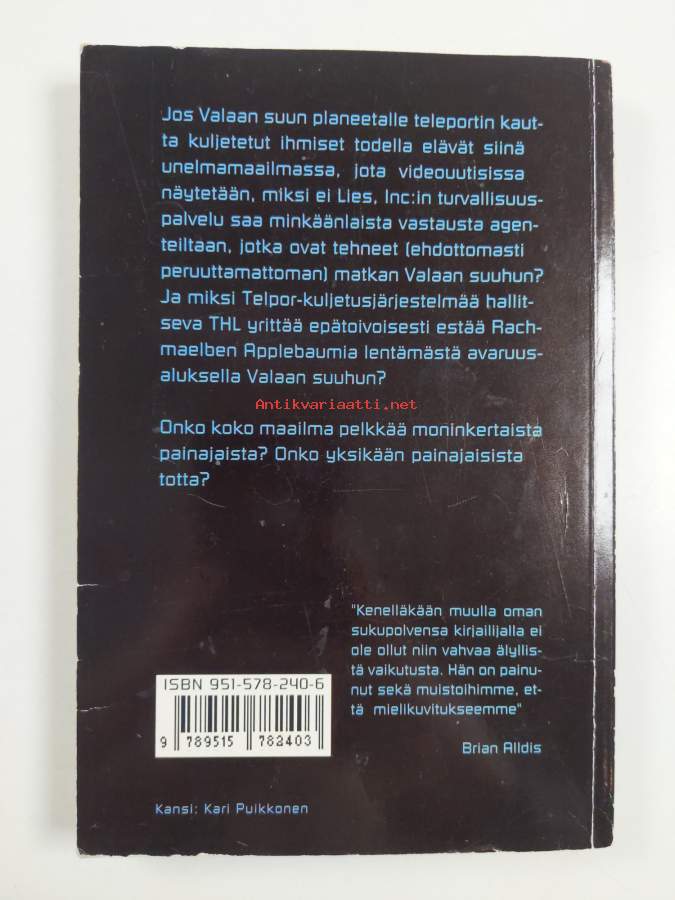 Jos Valaan suun planeetalle teleportin kaut-
ta kuljetetut ihmiset todella elävät siinä
unelmamaailmassa, jota videouutisissa
näytetään, miksi ei Lies, Inc:in turvallisuus-
palvelu saa minkäänlaista vastausta agen-
teiltaan, jotka ovat tehneet (ehdottomasti
peruuttamattoman) matkan Valaan suuhun?
Ja miksi Telpor-kuljetusjärjestelmää hallit-
seva THL yrittää epätoivoisesti estää Rach-
maelben Applebaumia lentämästä avaruus-
aluksella Valaan suuhun?
Antikvariaatti.net
Onko koko maailma pelkkää moninkertaista
painajaista? Onko yksikään painajaisista
totta?
"Kenelläkään muulla oman
sukupolvensa kirjailijalla ei
ole ollut niin vahvaa älyllis-
tä vaikutusta. Hän on painu-
nut sekä muistoihimme, et-
tä mielikuvitukseemme"
Brian Alldis
ISBN 951-578-240-6
9 789515 782403
Kansi: Kari Puikkonen